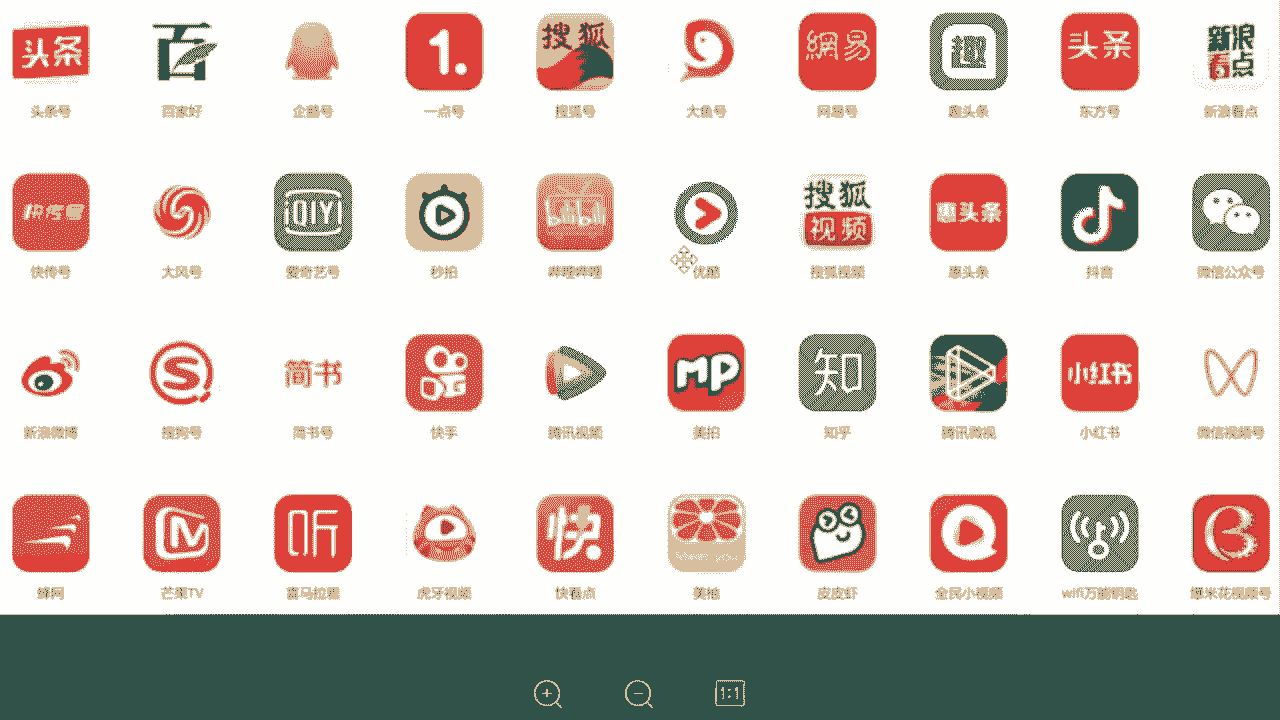 头条 百 1. 搜狐 網易 趣 头条 新浪看点
头条号 百家好 企鹅号 一点号 搜狐号 大鱼号 网易号 趣头条 东方号 新浪看点
快传号 QIY bilibili 搜狐视频 惠头条
快传号 大风号 爱奇艺号 秒拍 哔哩哔哩 优酷 搜狐视频 惠头条 抖音 微信公众号
S 简书 MP 知 小红书
新浪微博 搜狗号 简书号 快手 腾讯视频 美拍 知乎 腾讯微视 小红书 微信视频号
听 快
蜂网 芒果TV 喜马拉雅 虎牙视频 快看点 美柚 皮皮虾 全民小视频 wifi万能钥匙 爆米花视频号
1:1